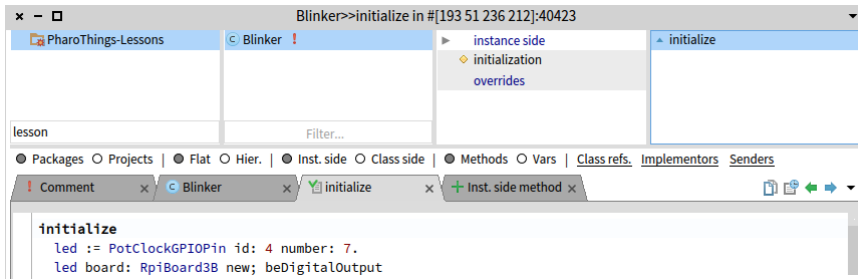 Blinker>>initialize in #[193 51 236 212]:40423
PharoThings-Lessons
Blinker !
instance side
initialization
overrides
initialize
lesson
Filter...
Packages Projects | Flat Hier. | Inst. side Class side | Methods Vars | Class refs. Implementors Senders
! Comment x C Blinker x initialize x Inst. side method x
initialize
led := PotClockGPIOPin id: 4 number: 7.
led board: RpiBoard3B new; beDigitalOutput